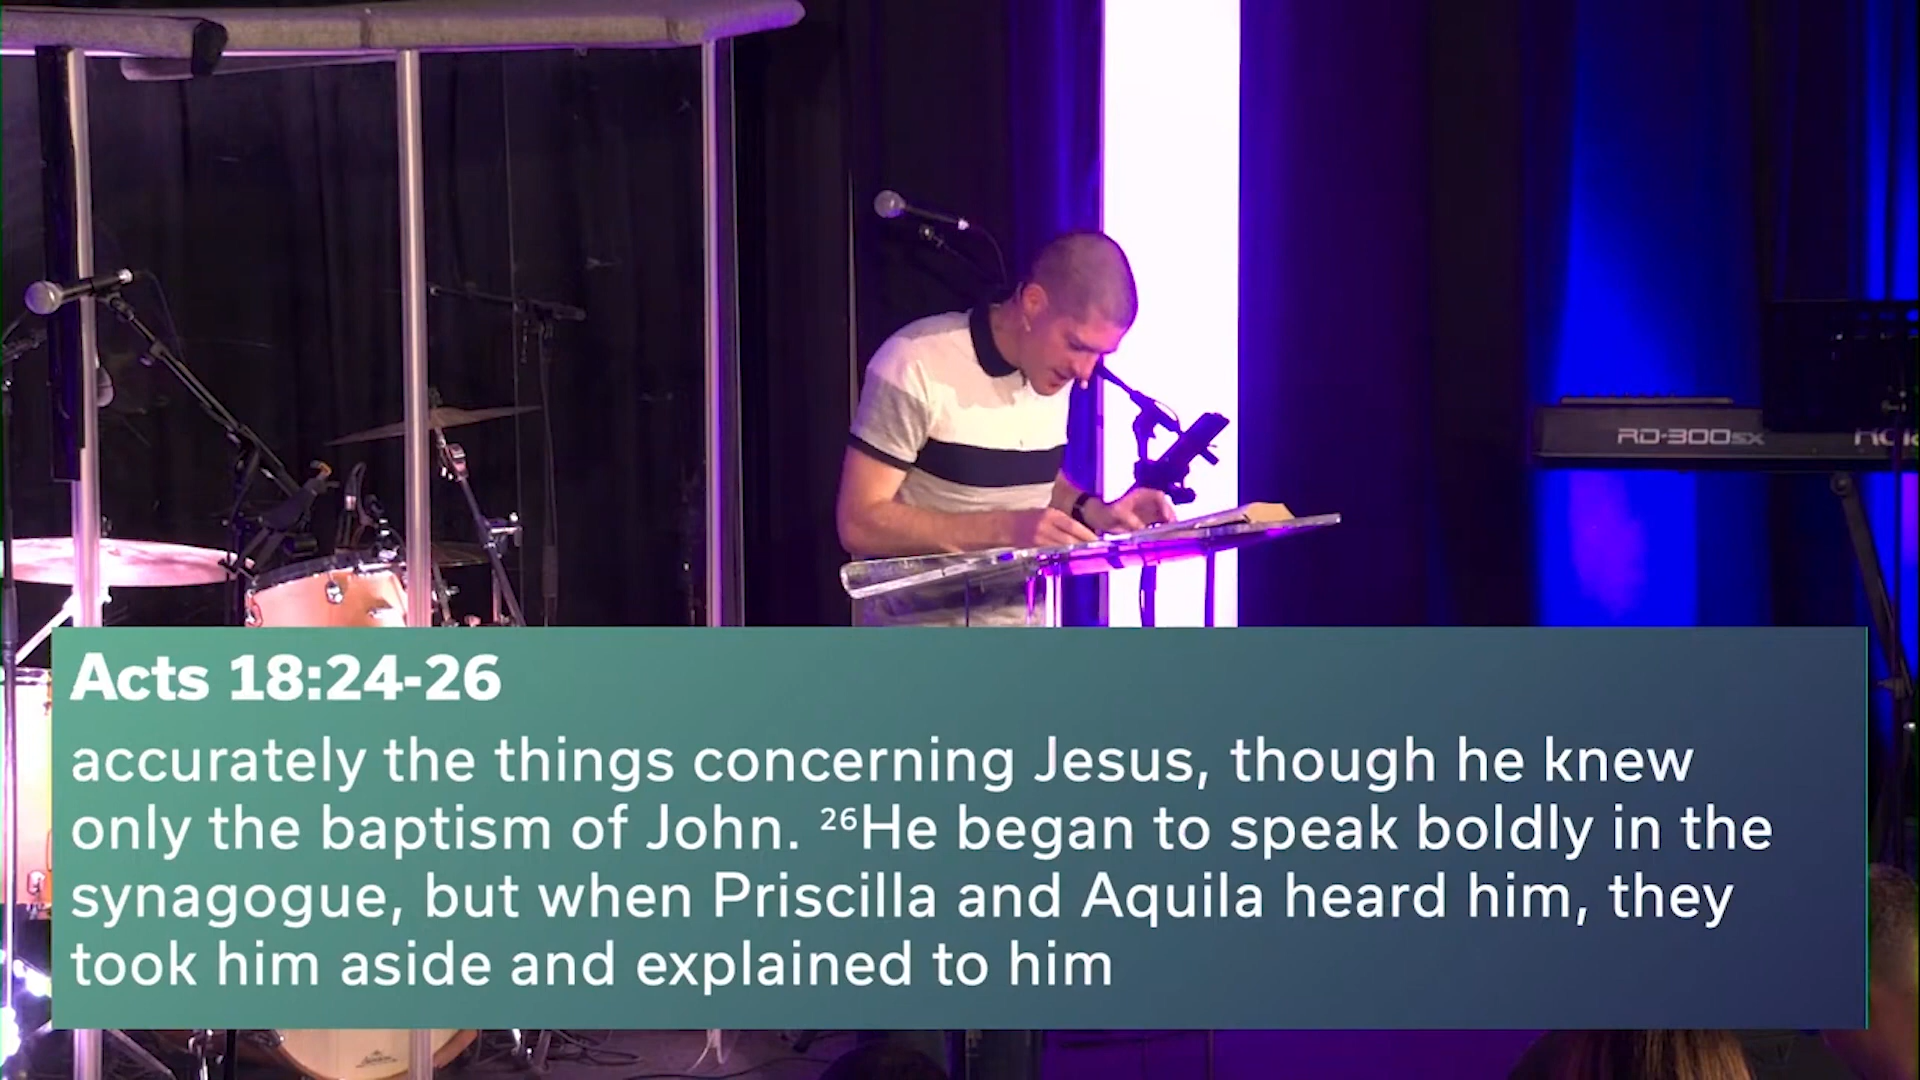 RD-300SX
Acts 18:24-26
accurately the things concerning Jesus, though he knew
only the baptism of John. ²⁶He began to speak boldly in the
synagogue, but when Priscilla and Aquila heard him, they
took him aside and explained to him